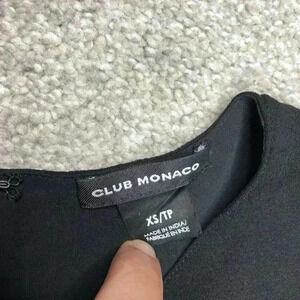 CLUB MONACO
XS/TP
MADE IN INDIA/
FABRIQUE EN INDE